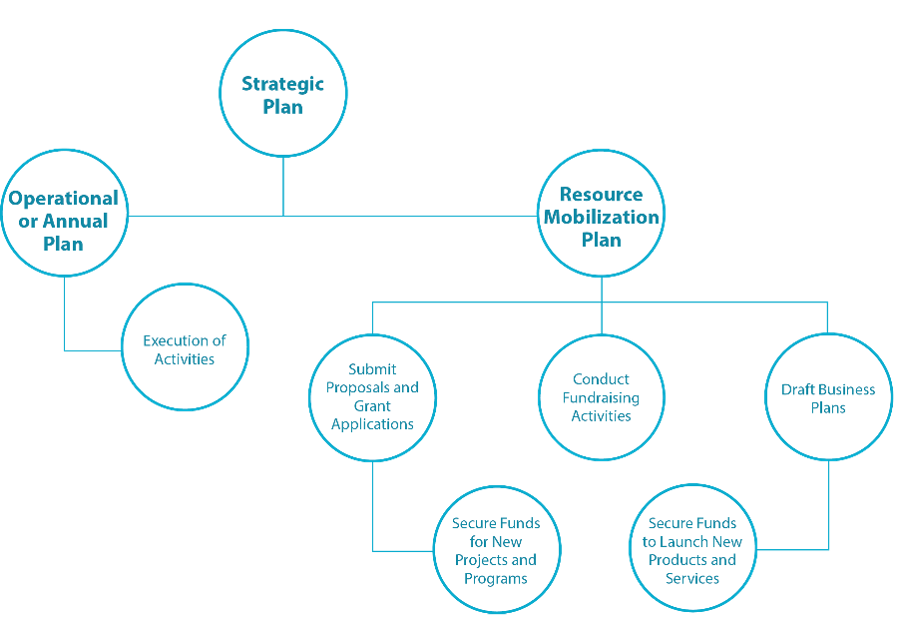 Strategic
Plan
Operational
or Annual
Plan
Resource
Mobilization
Plan
Execution of
Activities
Submit
Proposals and
Grant
Applications
Conduct
Fundraising
Activities
Draft Business
Plans
Secure Funds
for New
Projects and
Programs
Secure Funds
to Launch New
Products and
Services